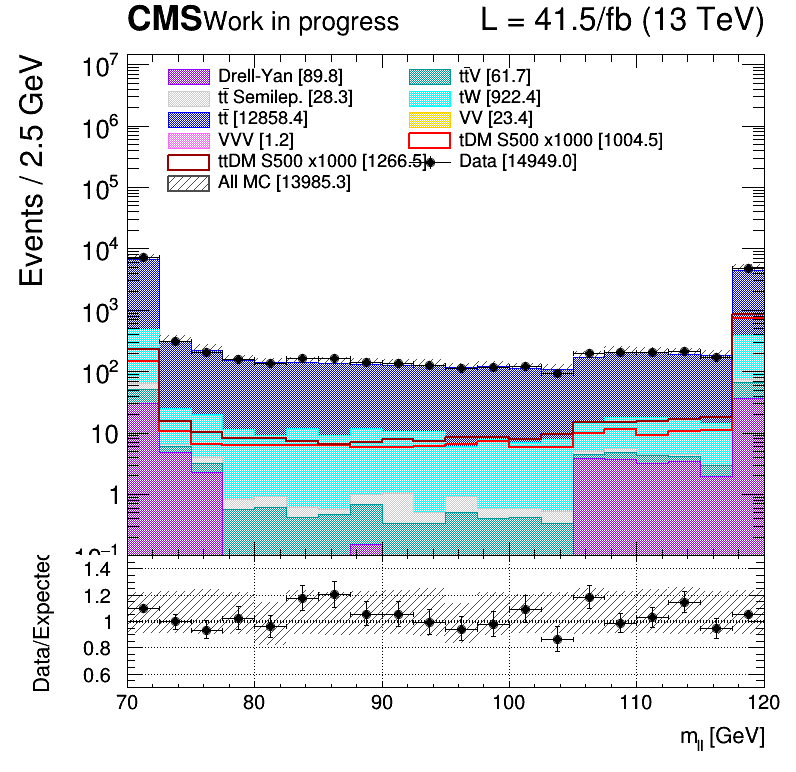 CMS Work in progress L = 41.5/fb (13 TeV)
Drell-Yan [89.8] tt̄V [61.7]
tt̄ Semilep. [28.3] tW [922.4]
tt̄ [12858.4] VV [23.4]
VVV [1.2] tDM S500 x1000 [1004.5]
ttDM S500 x1000 [1266.5] Data [14949.0]
All MC [13985.3]
Events / 2.5 GeV
10⁷
10⁶
10⁵
10⁴
10³
10²
10
1
10⁻¹
Data/Expected
1.4
1.2
1
0.8
0.6
70 80 90 100 110 120
m_ll [GeV]